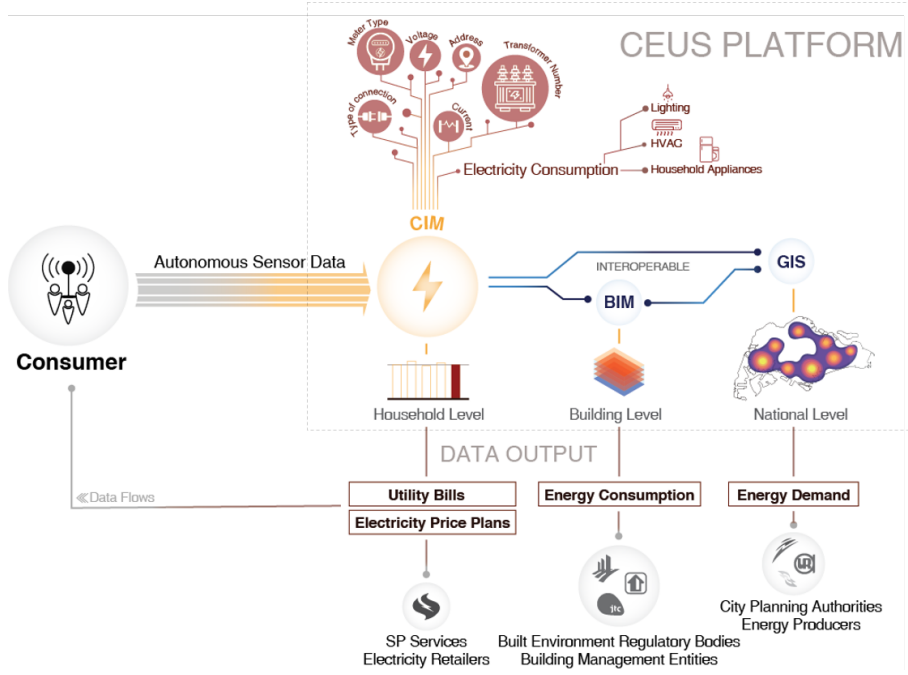 CEUS PLATFORM
Meter Type
Voltage
Address
Transformer Number
Type of connection
Current
Lighting
HVAC
Household Appliances
Electricity Consumption
CIM
Autonomous Sensor Data
INTEROPERABLE
GIS
BIM
Consumer
Household Level
Building Level
National Level
DATA OUTPUT
≪Data Flows
Utility Bills
Electricity Price Plans
Energy Consumption
Energy Demand
jtc
SP Services
Electricity Retailers
Built Environment Regulatory Bodies
Building Management Entities
City Planning Authorities
Energy Producers